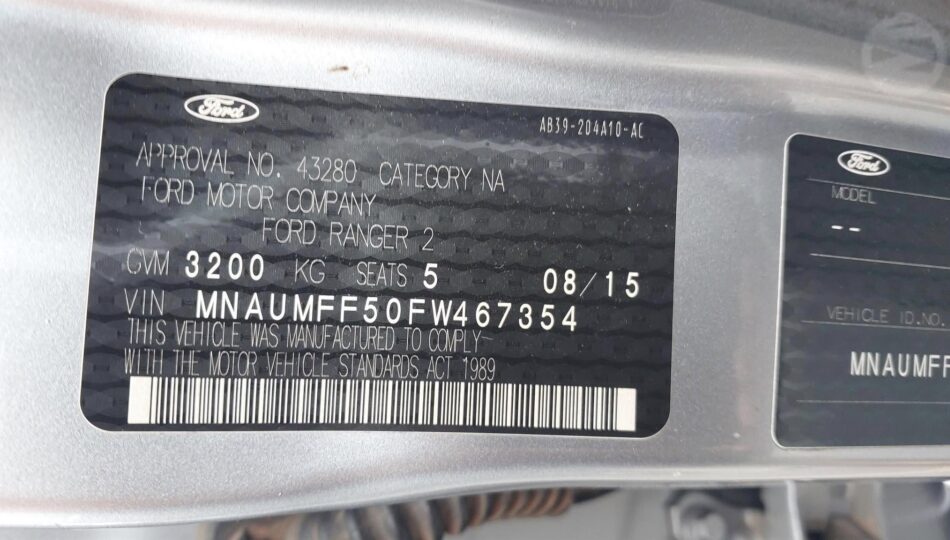 Ford
AB39-204A10-AC
APPROVAL NO. 43280 CATEGORY NA
FORD MOTOR COMPANY
FORD RANGER 2
GVM 3200 KG SEATS 5 08/15
VIN MNAUMFF50FW467354
THIS VEHICLE WAS MANUFACTURED TO COMPLY
WITH THE MOTOR VEHICLE STANDARDS ACT 1989
Ford
MODEL
--
VEHICLE ID.NO.
MNAUMFF